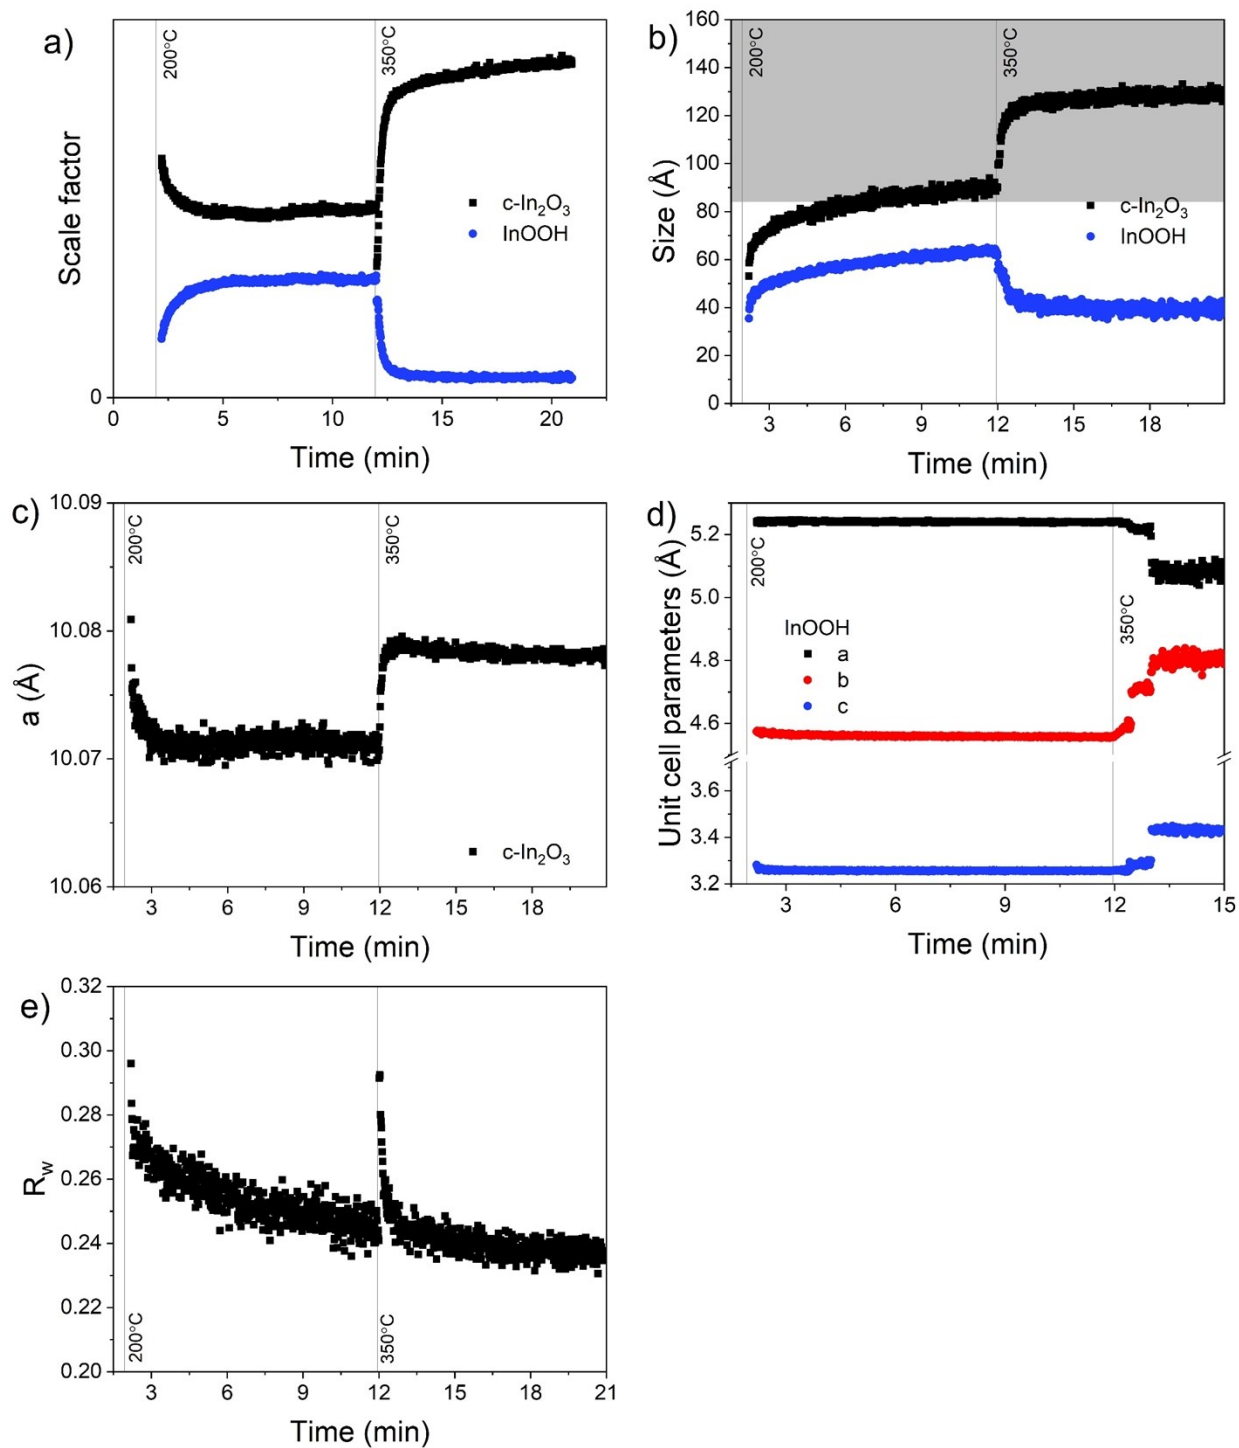 a)
200°C
350°C
Scale factor
c-In₂O₃
InOOH
0
0 5 10 15 20
Time (min)
b)
160
140
120
100
80
60
40
20
0
200°C
350°C
Size (Å)
c-In₂O₃
InOOH
3 6 9 12 15 18
Time (min)
c)
10.09
10.08
10.07
10.06
200°C
350°C
a (Å)
c-In₂O₃
3 6 9 12 15 18
Time (min)
d)
5.2
5.0
4.8
4.6
3.6
3.4
3.2
200°C
350°C
Unit cell parameters (Å)
InOOH
a
b
c
3 6 9 12 15
Time (min)
e)
0.32
0.30
0.28
0.26
0.24
0.22
0.20
R_w
200°C
350°C
3 6 9 12 15 18 21
Time (min)